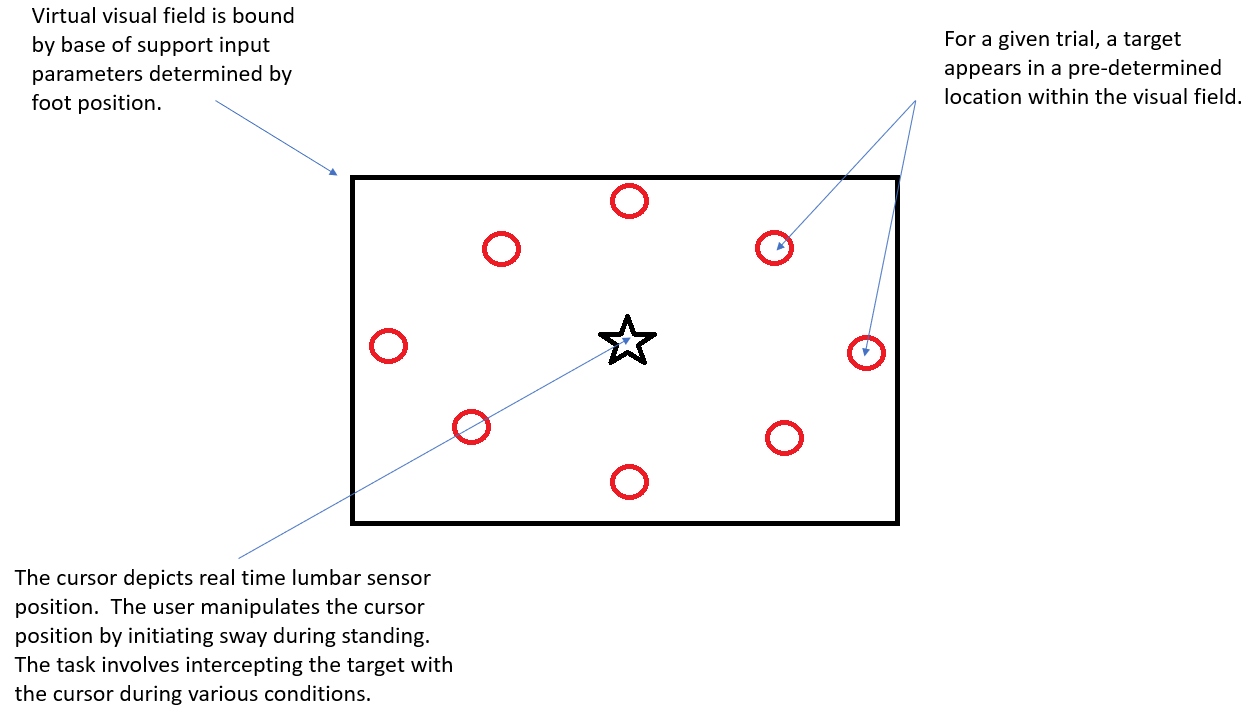 Virtual visual field is bound
by base of support input
parameters determined by
foot position.
For a given trial, a target
appears in a pre-determined
location within the visual field.
The cursor depicts real time lumbar sensor
position.  The user manipulates the cursor
position by initiating sway during standing.
The task involves intercepting the target with
the cursor during various conditions.